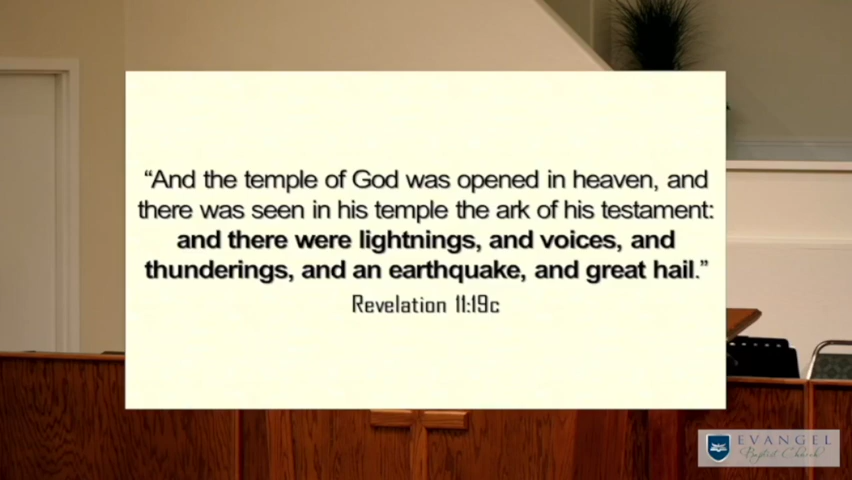 “And the temple of God was opened in heaven, and
there was seen in his temple the ark of his testament:
and there were lightnings, and voices, and
thunderings, and an earthquake, and great hail.”
Revelation 11:19c
EVANGEL
Baptist Church